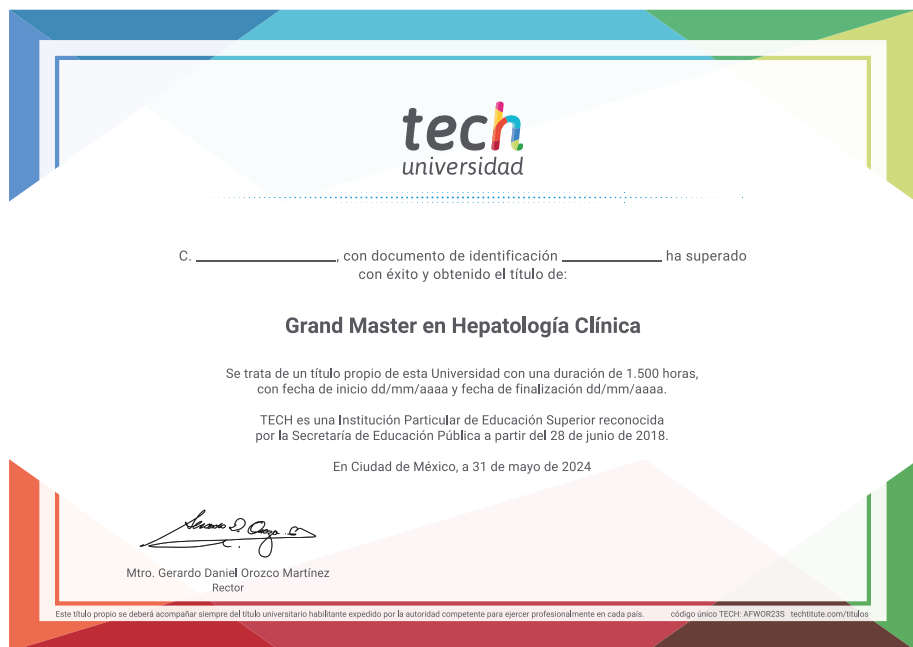 tech
universidad
C. ____________________, con documento de identificación ______________ ha superado
con éxito y obtenido el título de:
Grand Master en Hepatología Clínica
Se trata de un título propio de esta Universidad con una duración de 1.500 horas,
con fecha de inicio dd/mm/aaaa y fecha de finalización dd/mm/aaaa.
TECH es una Institución Particular de Educación Superior reconocida
por la Secretaría de Educación Pública a partir del 28 de junio de 2018.
En Ciudad de México, a 31 de mayo de 2024
Mtro. Gerardo Daniel Orozco Martínez
Rector
Este título propio se deberá acompañar siempre del título universitario habilitante expedido por la autoridad competente para ejercer profesionalmente en cada país. código único TECH: AFWOR23S techtitute.com/titulos